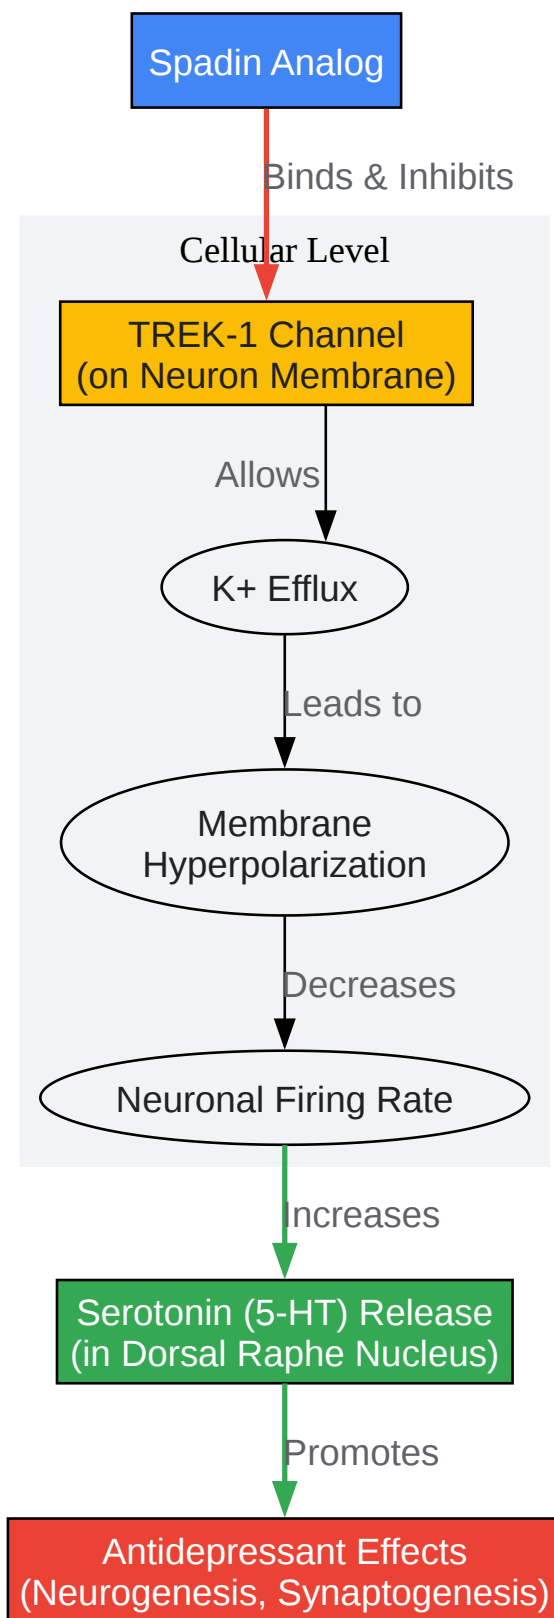 Spadin Analog
Binds & Inhibits
Cellular Level
TREK-1 Channel
(on Neuron Membrane)
Allows
K+ Efflux
Leads to
Membrane
Hyperpolarization
Decreases
Neuronal Firing Rate
Increases
Serotonin (5-HT) Release
(in Dorsal Raphe Nucleus)
Promotes
Antidepressant Effects
(Neurogenesis, Synaptogenesis)